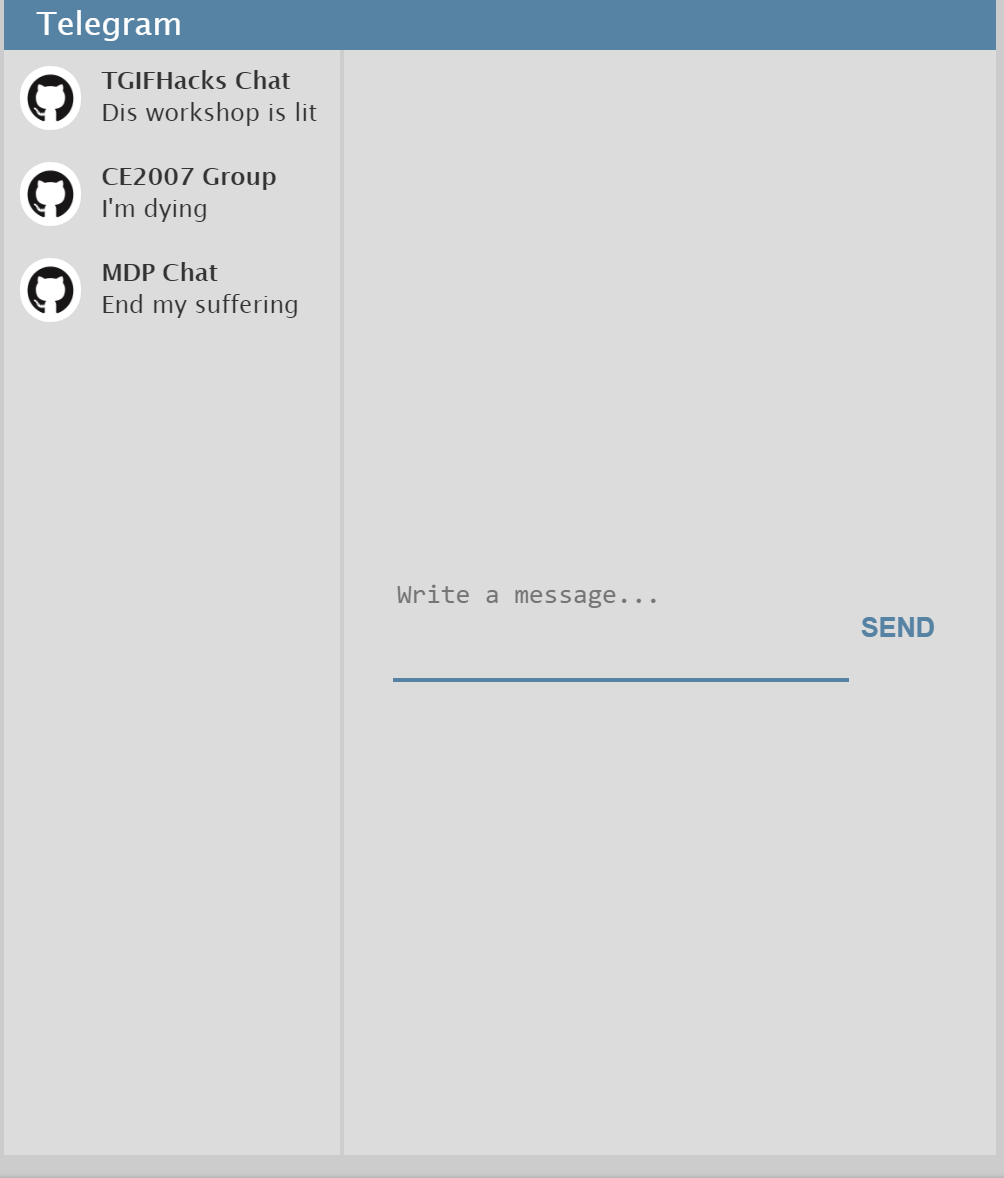 Telegram
TGIFHacks Chat
Dis workshop is lit
CE2007 Group
I'm dying
MDP Chat
End my suffering
Write a message...
SEND